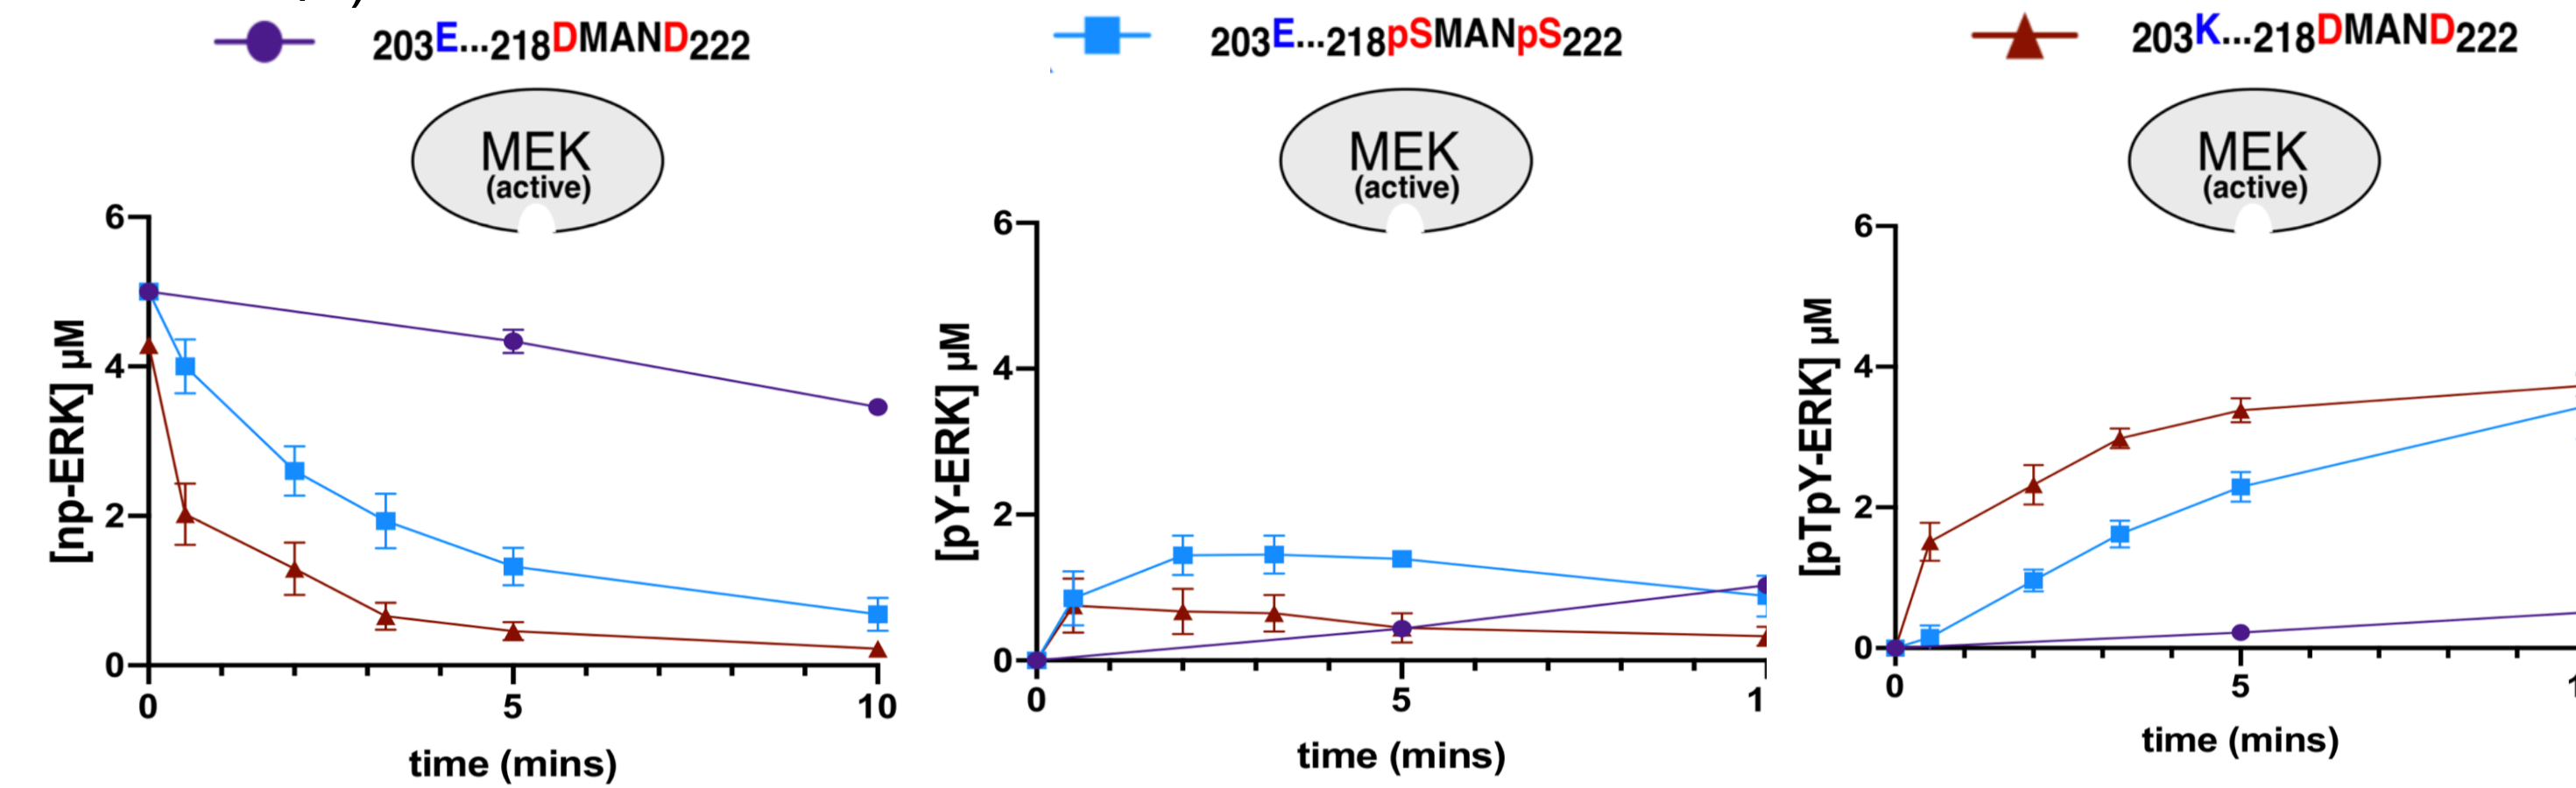 203E...218DMAND222
203E...218pSMANpS222
203K...218DMAND222
MEK
(active)
MEK
(active)
MEK
(active)
[np-ERK] µM
6
4
2
0
0
5
10
time (mins)
[pY-ERK] µM
6
4
2
0
0
5
1
time (mins)
[pTpY-ERK] µM
6
4
2
0
0
5
time (mins)